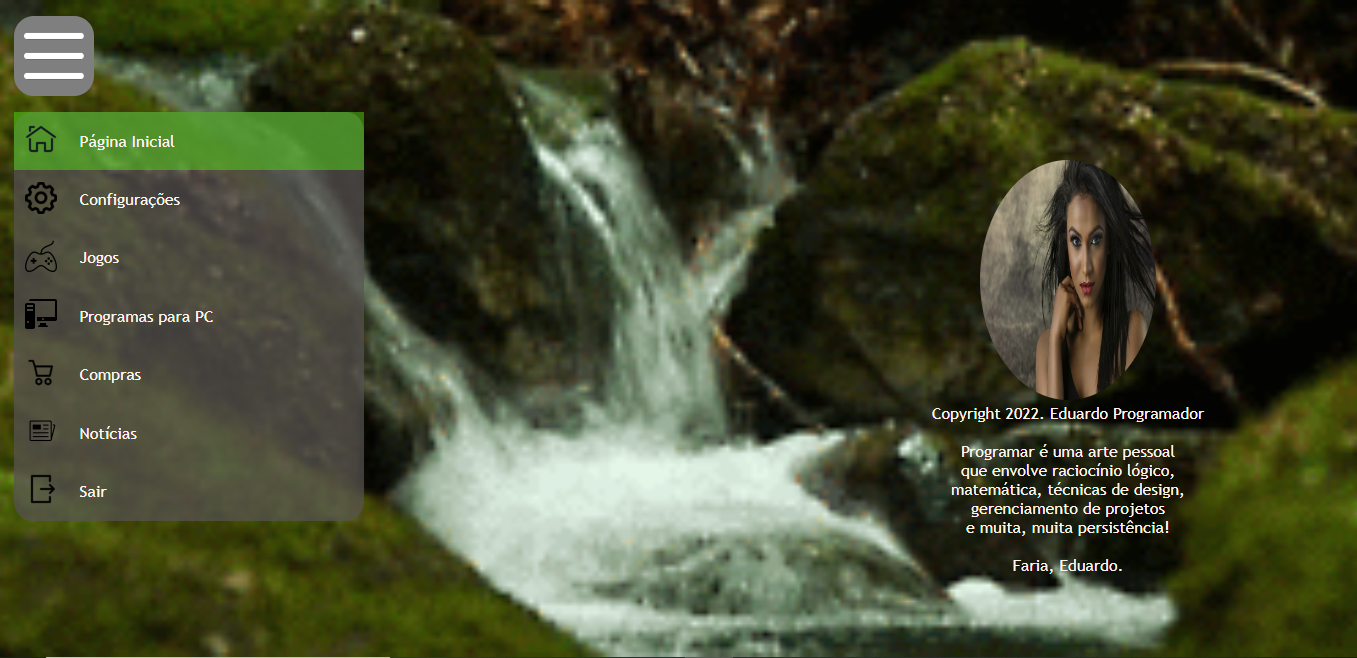 Página Inicial
Configurações
Jogos
Programas para PC
Compras
Notícias
Sair
Copyright 2022. Eduardo Programador
Programar é uma arte pessoal
que envolve raciocínio lógico,
matemática, técnicas de design,
gerenciamento de projetos
e muita, muita persistência!
Faria, Eduardo.